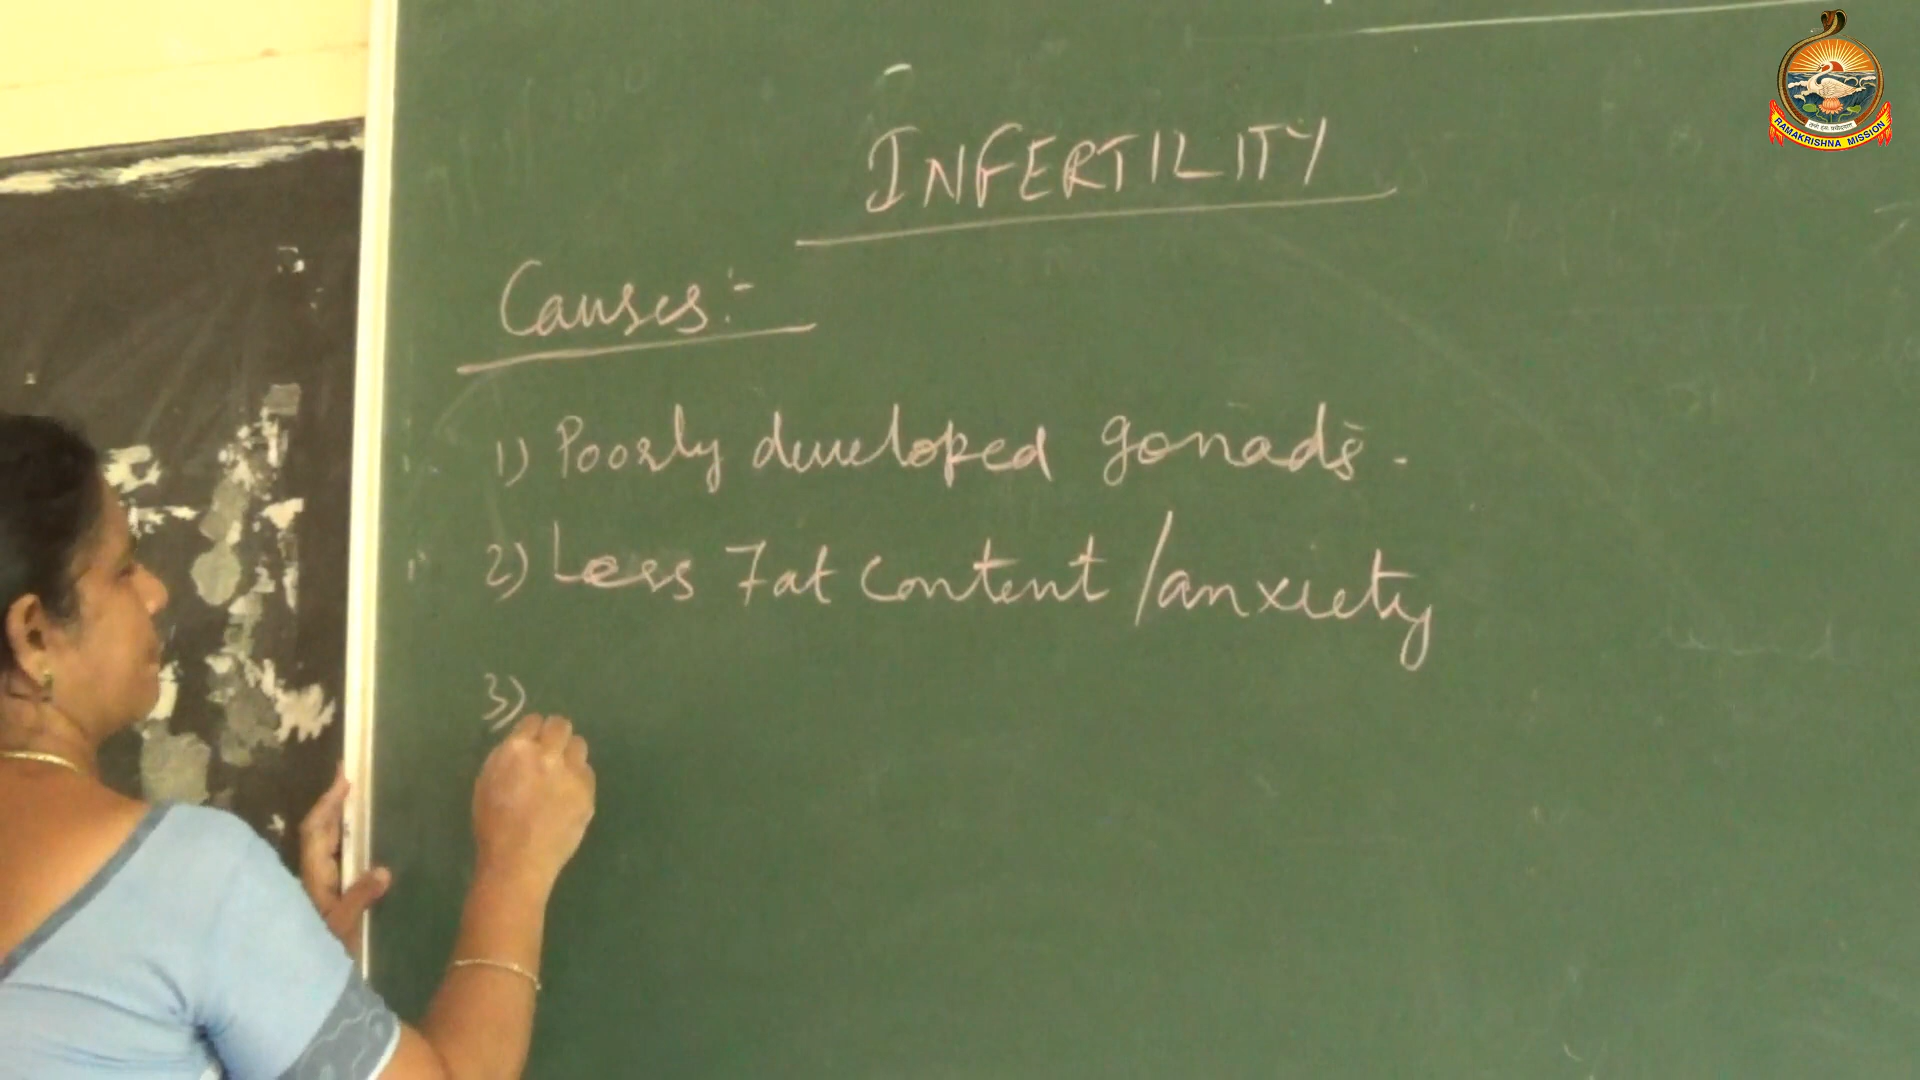 INFERTILITY
Causes:-
1) Poorly developed gonads.
2) Less Fat content/anxiety
3)
RAMAKRISHNA MISSION